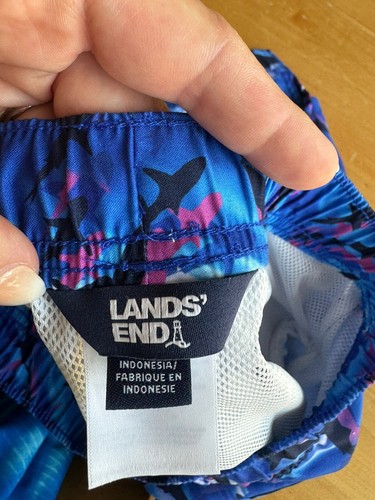 LANDS'
END
INDONESIA/
FABRIQUE EN
INDONESIE